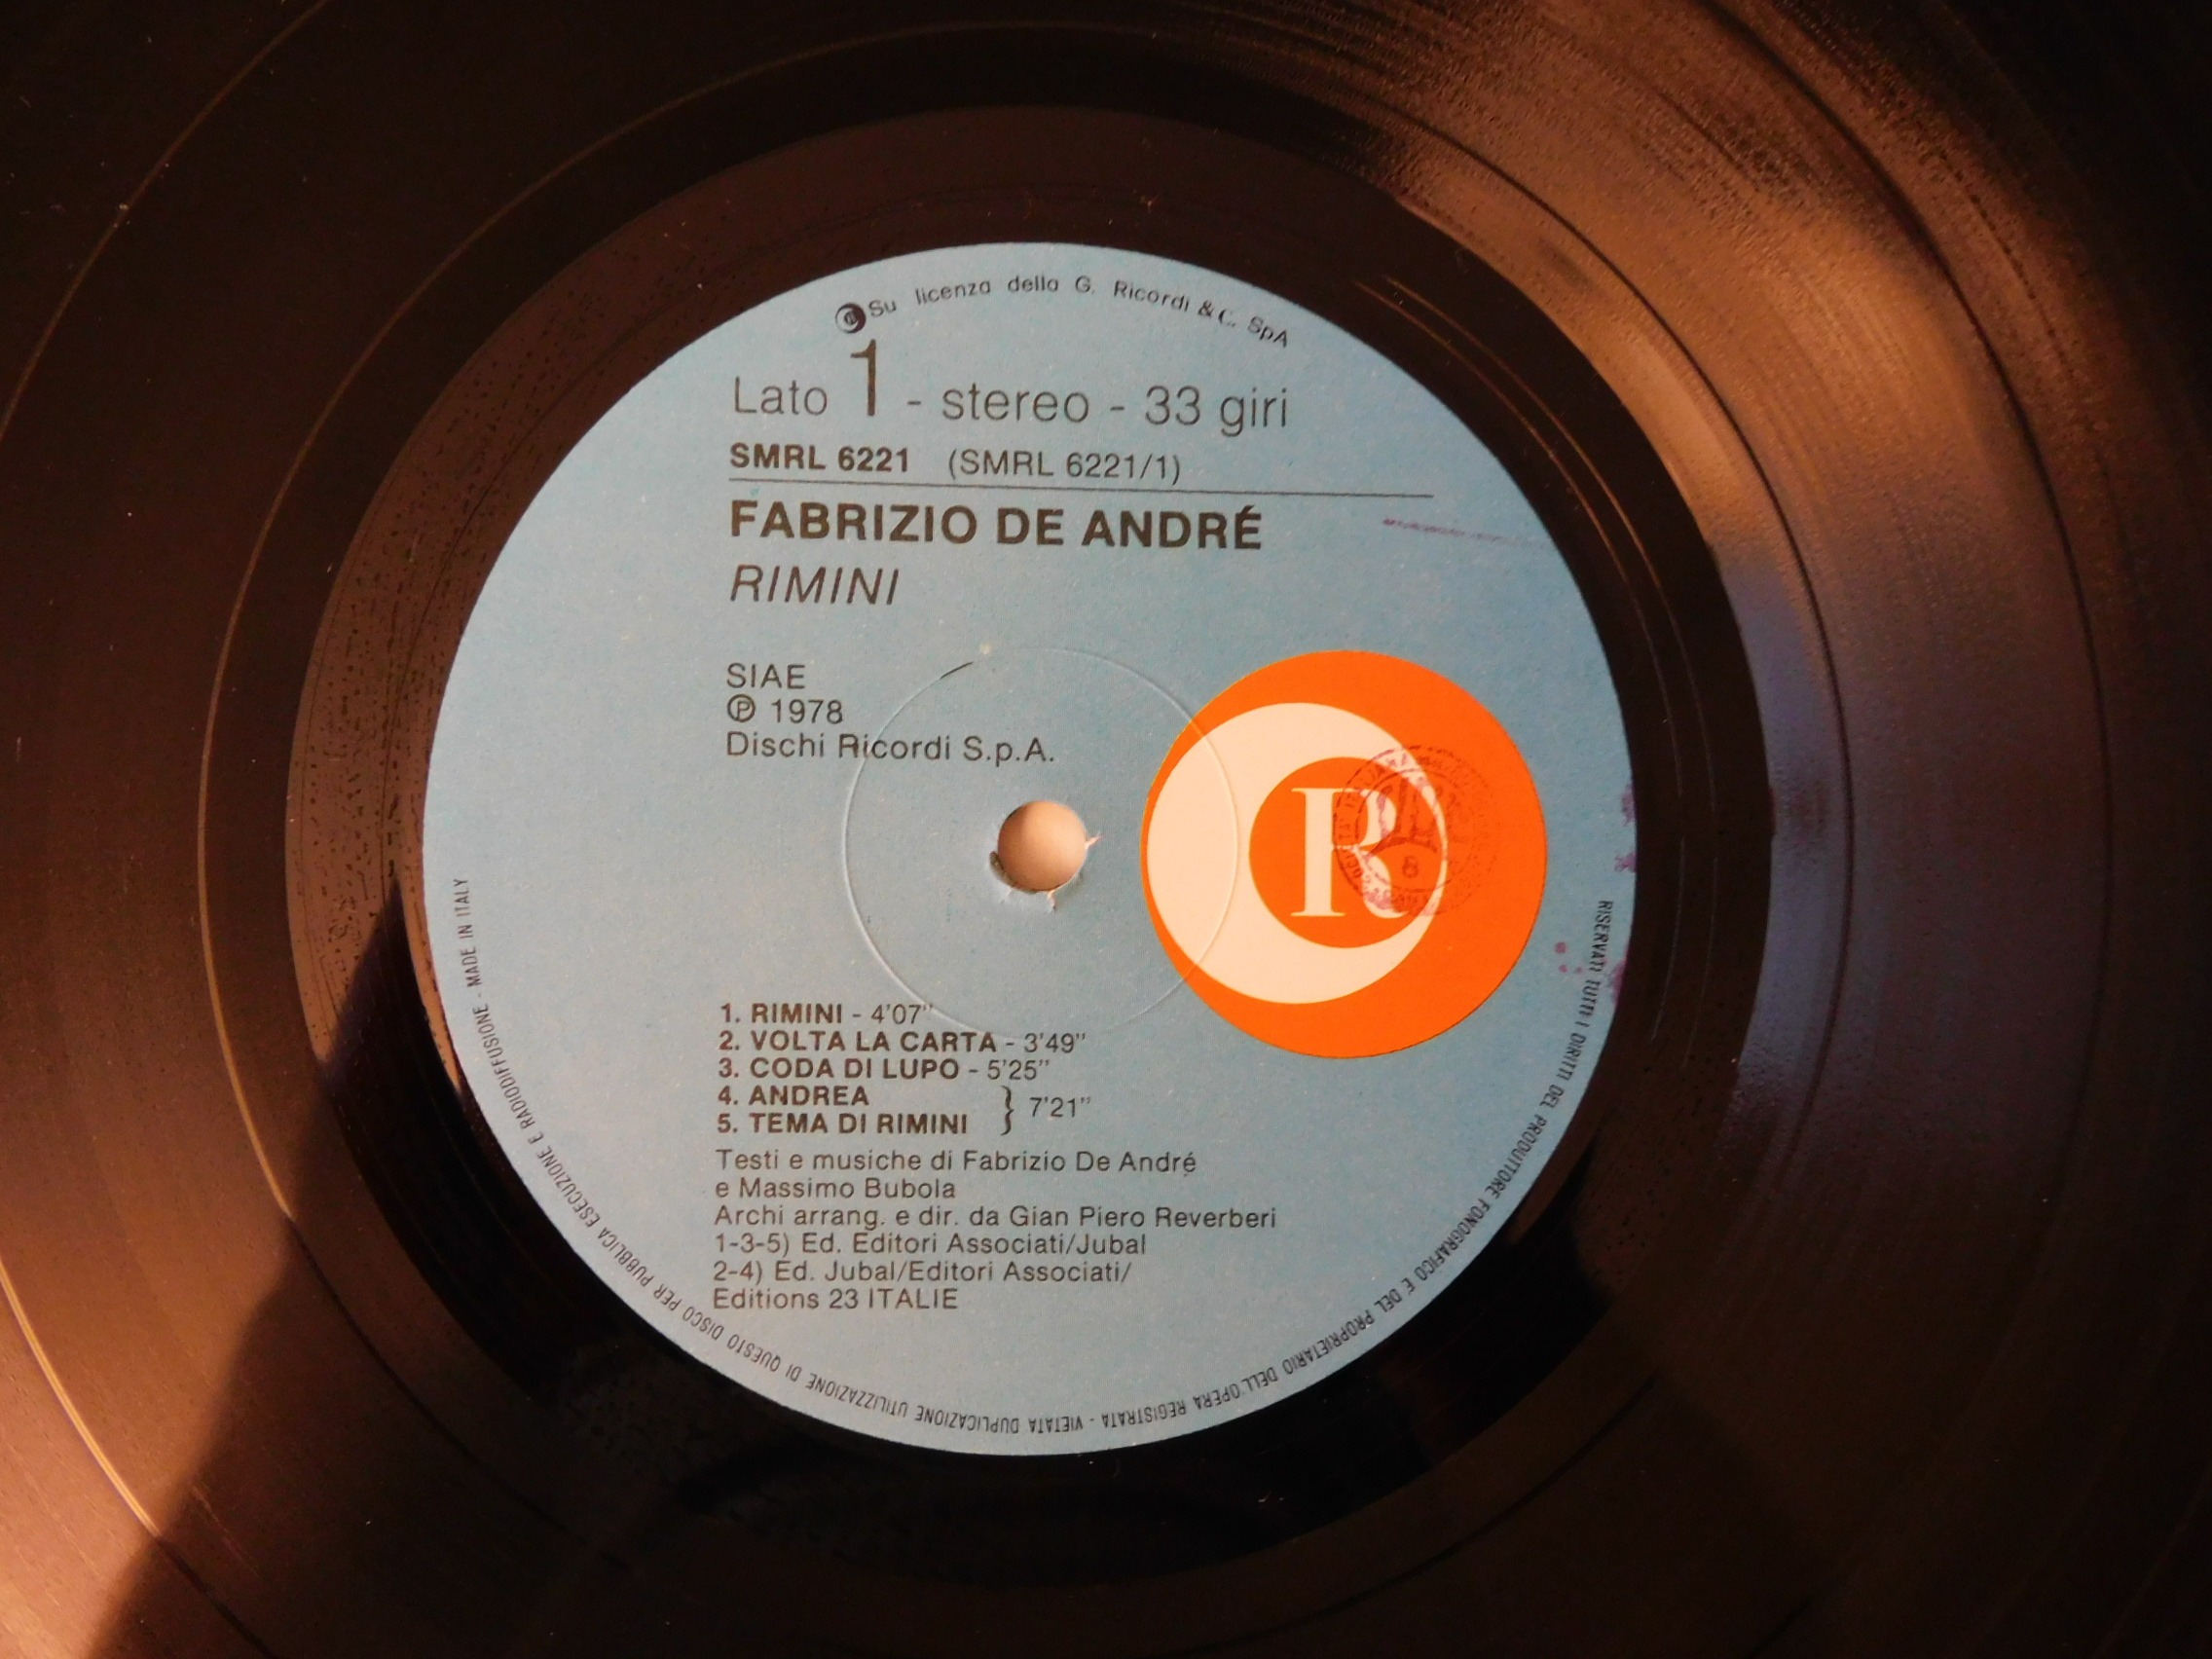 Su licenza della G. Ricordi & C. SpA
Lato 1 - stereo - 33 giri
SMRL 6221 (SMRL 6221/1)
FABRIZIO DE ANDRÉ
RIMINI
SIAE
℗ 1978
Dischi Ricordi S.p.A.
R
1. RIMINI - 4'07"
2. VOLTA LA CARTA - 3'49"
3. CODA DI LUPO - 5'25"
4. ANDREA
5. TEMA DI RIMINI } 7'21"
Testi e musiche di Fabrizio De André
e Massimo Bubola
Archi arrang. e dir. da Gian Piero Reverberi
1-3-5) Ed. Editori Associati/Jubal
2-4) Ed. Jubal/Editori Associati/
Editions 23 ITALIE
RISERVATI TUTTI I DIRITTI DEL PRODUTTORE FONOGRAFICO E DEL PROPRIETARIO DELL'OPERA REGISTRATA - VIETATA DUPLICAZIONE UTILIZZAZIONE DI QUESTO DISCO PER PUBBLICA ESECUZIONE E RADIODIFFUSIONE - MADE IN ITALY